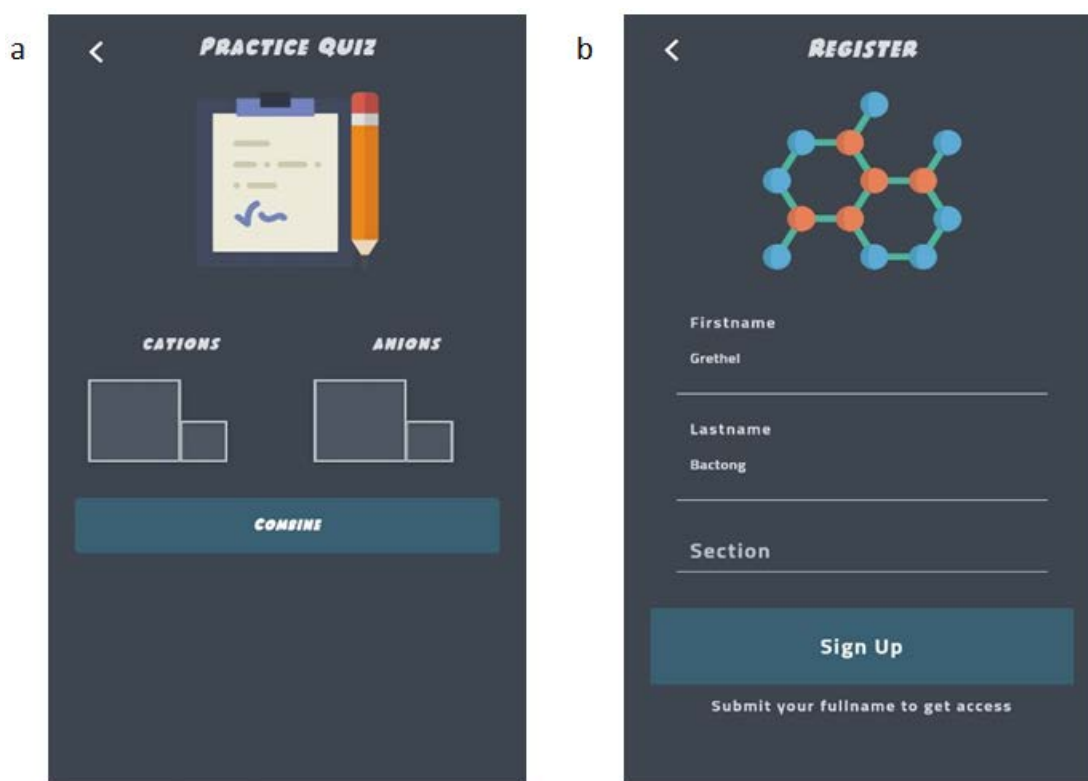 a
PRACTICE QUIZ
CATIONS
ANIONS
COMBINE
b
REGISTER
Firstname
Grethel
Lastname
Bactong
Section
Sign Up
Submit your fullname to get access